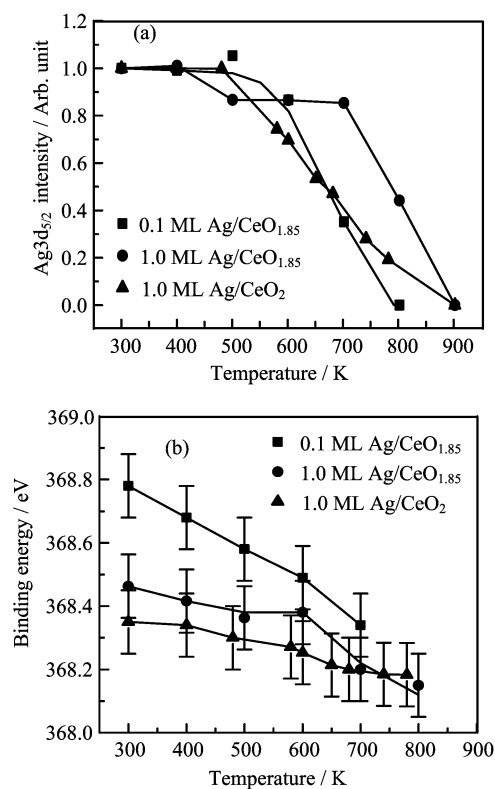 (a)
1.2
1.0
0.8
0.6
0.4
0.2
0.0
Ag3d5/2 intensity / Arb. unit
0.1 ML Ag/CeO1.85
1.0 ML Ag/CeO1.85
1.0 ML Ag/CeO2
300 400 500 600 700 800 900
Temperature / K
(b)
369.0
368.8
368.6
368.4
368.2
368.0
Binding energy / eV
0.1 ML Ag/CeO1.85
1.0 ML Ag/CeO1.85
1.0 ML Ag/CeO2
300 400 500 600 700 800 900
Temperature / K